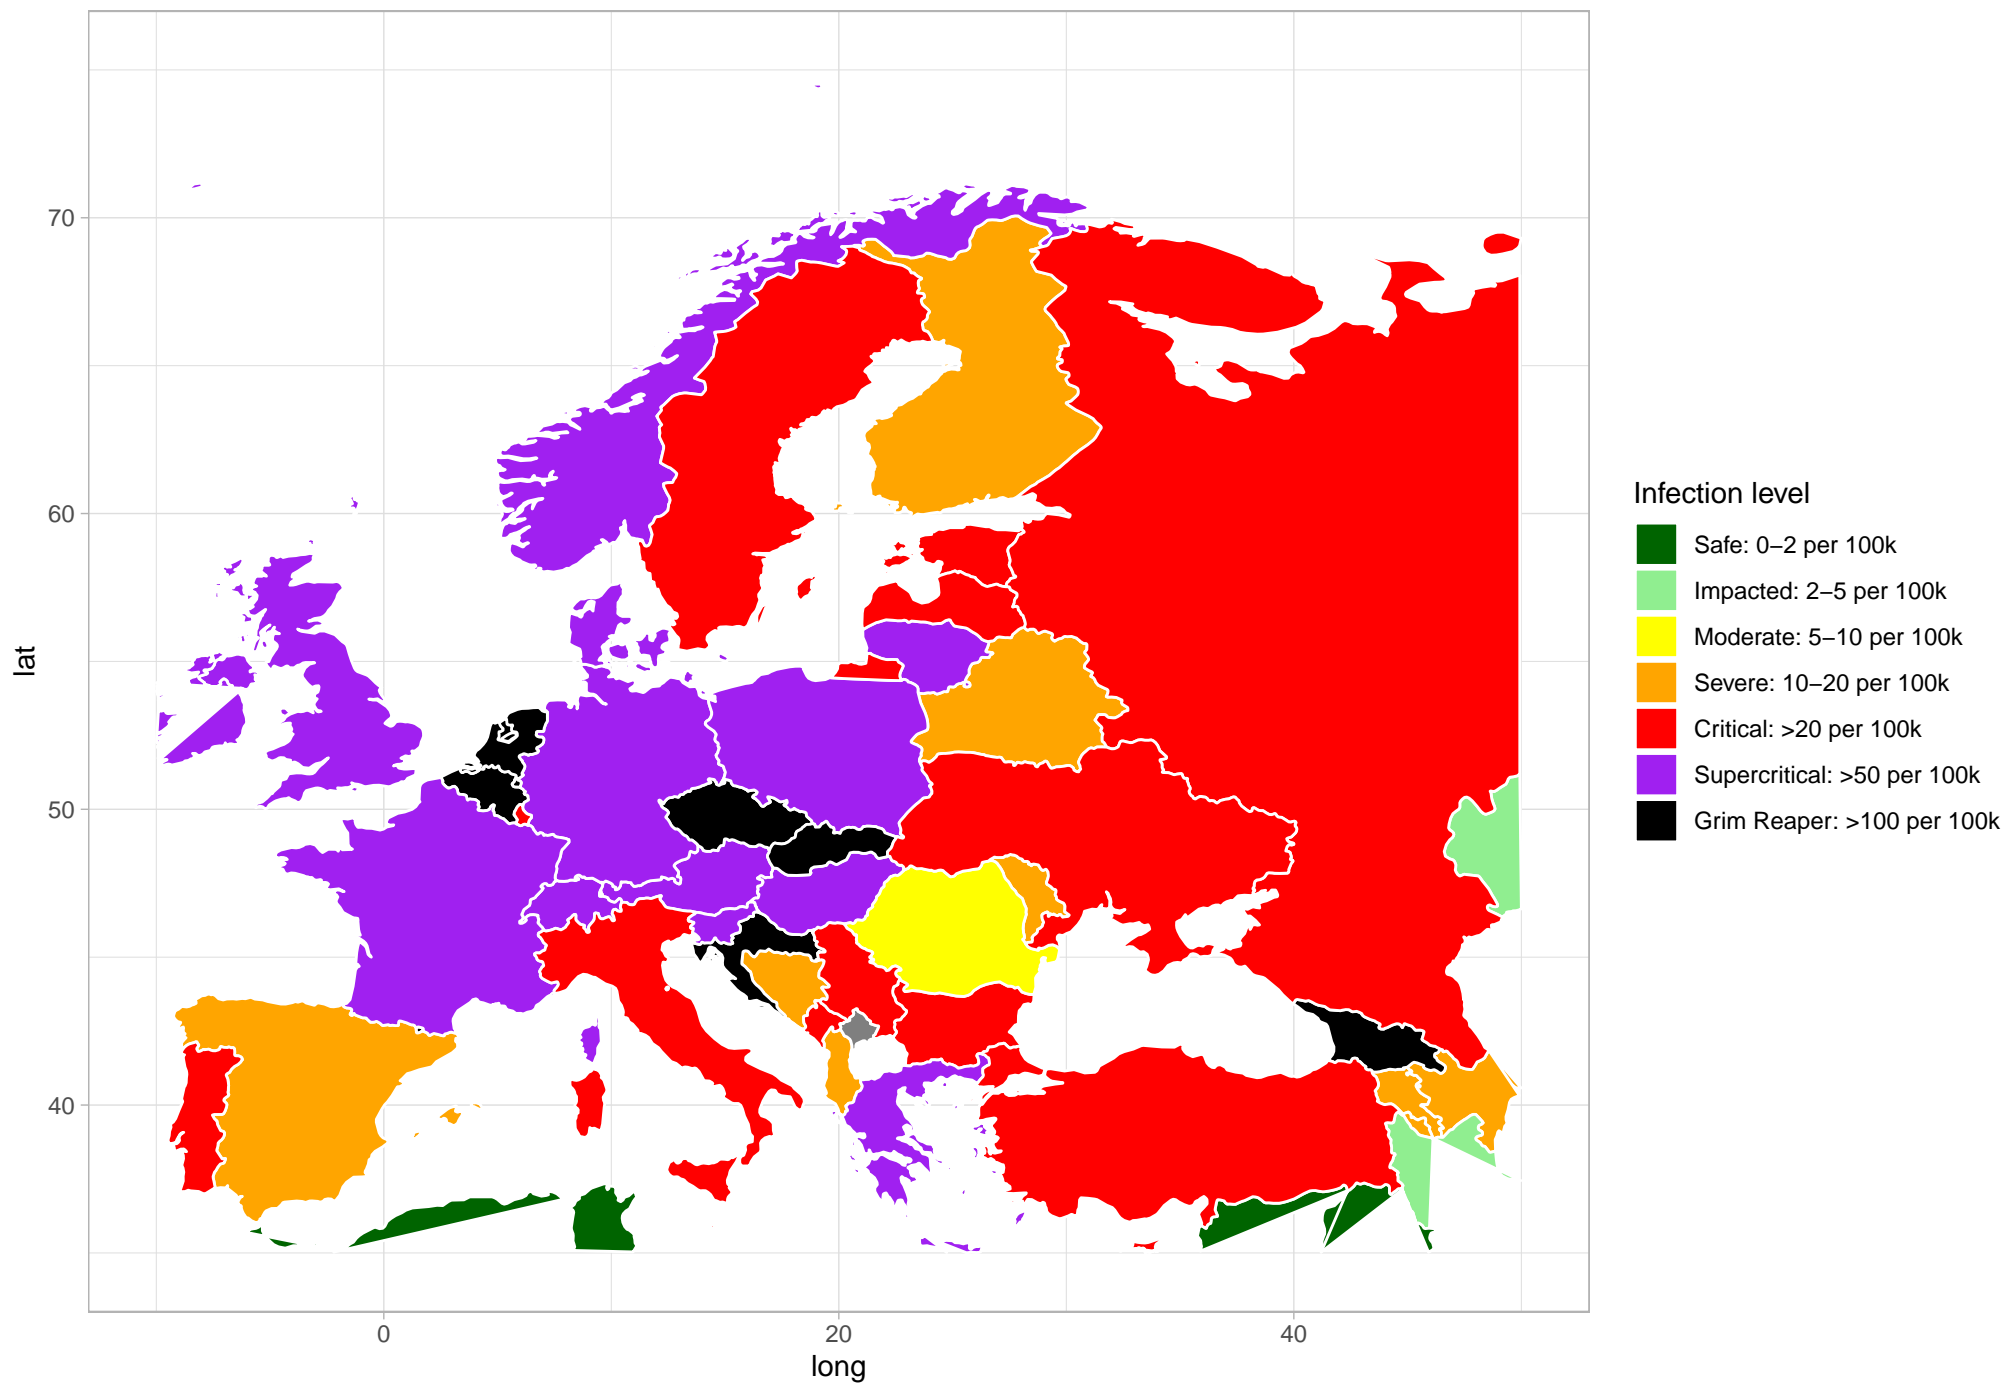 70
60
50
40
lat
0
20
40
long
Infection level
Safe: 0−2 per 100k
Impacted: 2−5 per 100k
Moderate: 5−10 per 100k
Severe: 10−20 per 100k
Critical: >20 per 100k
Supercritical: >50 per 100k
Grim Reaper: >100 per 100k